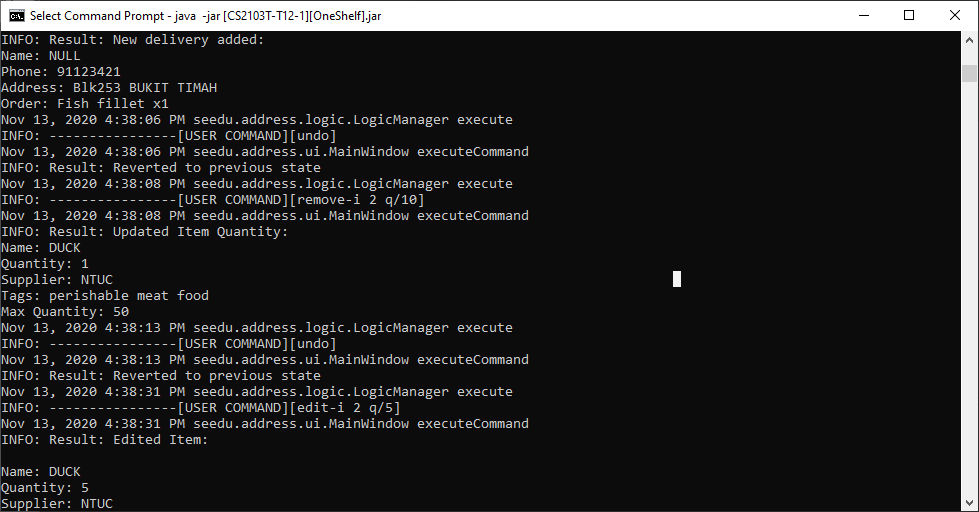 Select Command Prompt - java -jar [CS2103T-T12-1][OneShelf].jar
INFO: Result: New delivery added:
Name: NULL
Phone: 91123421
Address: Blk253 BUKIT TIMAH
Order: Fish fillet x1
Nov 13, 2020 4:38:06 PM seedu.address.logic.LogicManager execute
INFO: ----------------[USER COMMAND][undo]
Nov 13, 2020 4:38:06 PM seedu.address.ui.MainWindow executeCommand
INFO: Result: Reverted to previous state
Nov 13, 2020 4:38:08 PM seedu.address.logic.LogicManager execute
INFO: ----------------[USER COMMAND][remove-i 2 q/10]
Nov 13, 2020 4:38:08 PM seedu.address.ui.MainWindow executeCommand
INFO: Result: Updated Item Quantity:
Name: DUCK
Quantity: 1
Supplier: NTUC
Tags: perishable meat food
Max Quantity: 50
Nov 13, 2020 4:38:13 PM seedu.address.logic.LogicManager execute
INFO: ----------------[USER COMMAND][undo]
Nov 13, 2020 4:38:13 PM seedu.address.ui.MainWindow executeCommand
INFO: Result: Reverted to previous state
Nov 13, 2020 4:38:31 PM seedu.address.logic.LogicManager execute
INFO: ----------------[USER COMMAND][edit-i 2 q/5]
Nov 13, 2020 4:38:31 PM seedu.address.ui.MainWindow executeCommand
INFO: Result: Edited Item:
Name: DUCK
Quantity: 5
Supplier: NTUC